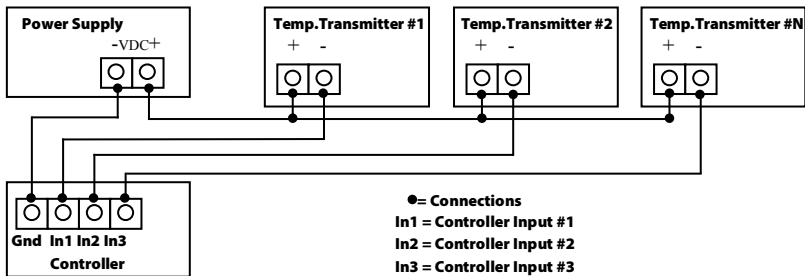 Power Supply
-VDC+
Temp.Transmitter #1
+ -
Temp.Transmitter #2
+ -
Temp.Transmitter #N
+ -
Gnd In1 In2 In3
Controller
= Connections
In1 = Controller Input #1
In2 = Controller Input #2
In3 = Controller Input #3